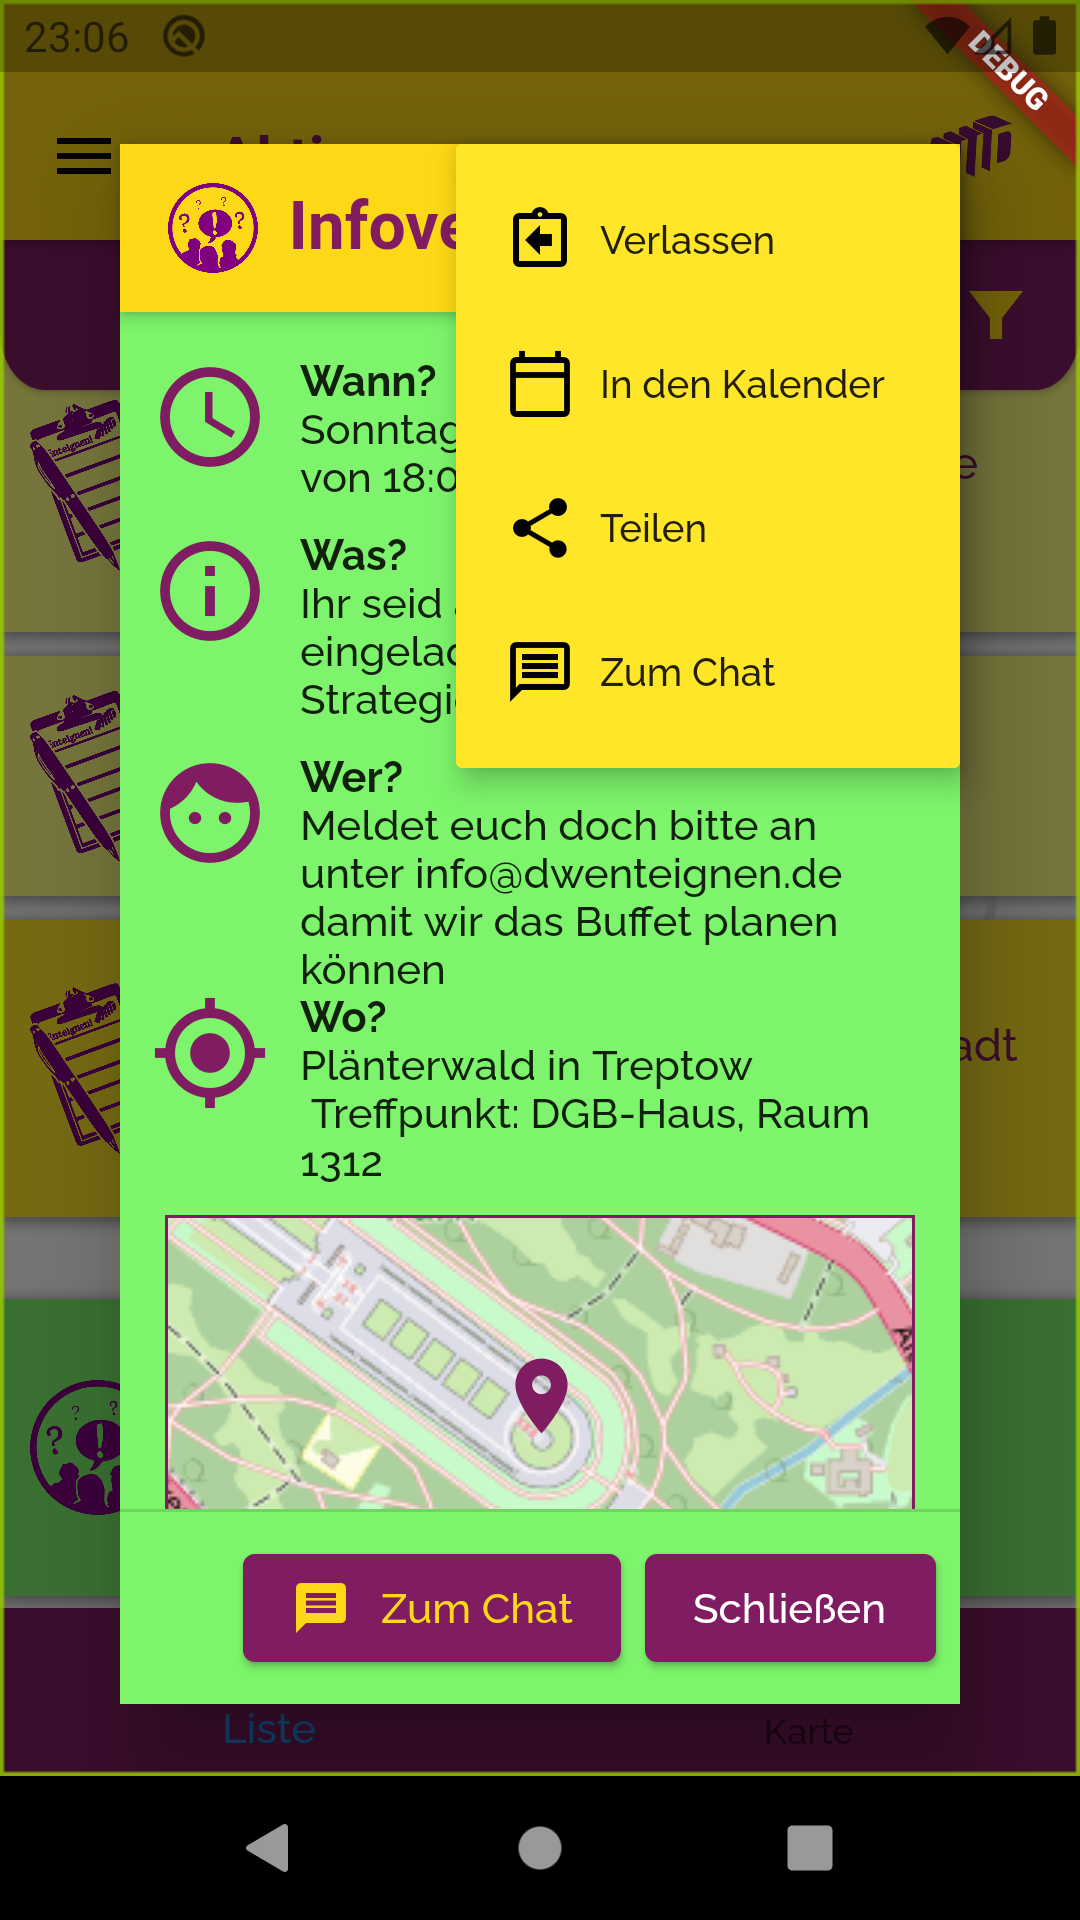 23:06
DEBUG
Infove
Verlassen
In den Kalender
Teilen
Zum Chat
Wann?
Sonntag
von 18:0
Was?
Ihr seid
eingelad
Strategi
Wer?
Meldet euch doch bitte an
unter info@dwenteignen.de
damit wir das Buffet planen
können
Wo?
Plänterwald in Treptow
Treffpunkt: DGB-Haus, Raum
1312
adt
Zum Chat
Schließen
Liste
Karte